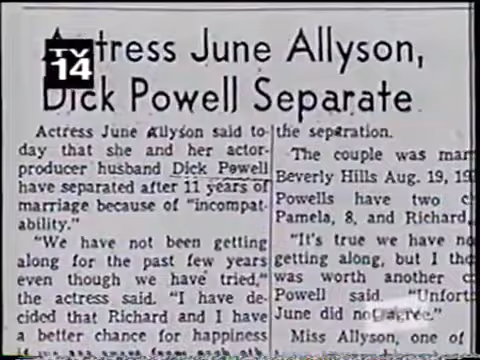 Actress June Allyson,
Dick Powell Separate
TV
14
Actress June Allyson said to-
day that she and her actor-
producer husband Dick Powell
have separated after 11 years of
marriage because of "incompat-
ability."
"We have not been getting
along for the past few years
even though we have tried,"
the actress said. "I have de-
cided that Richard and I have
a better chance for happiness
the separation.
The couple was
Beverly Hills Aug. 19,
Powells have two
Pamela, 8, and Richard,
"It's true we have
getting along, but I
was worth another
Powell said.
June did not agree."
Miss Allyson, one of